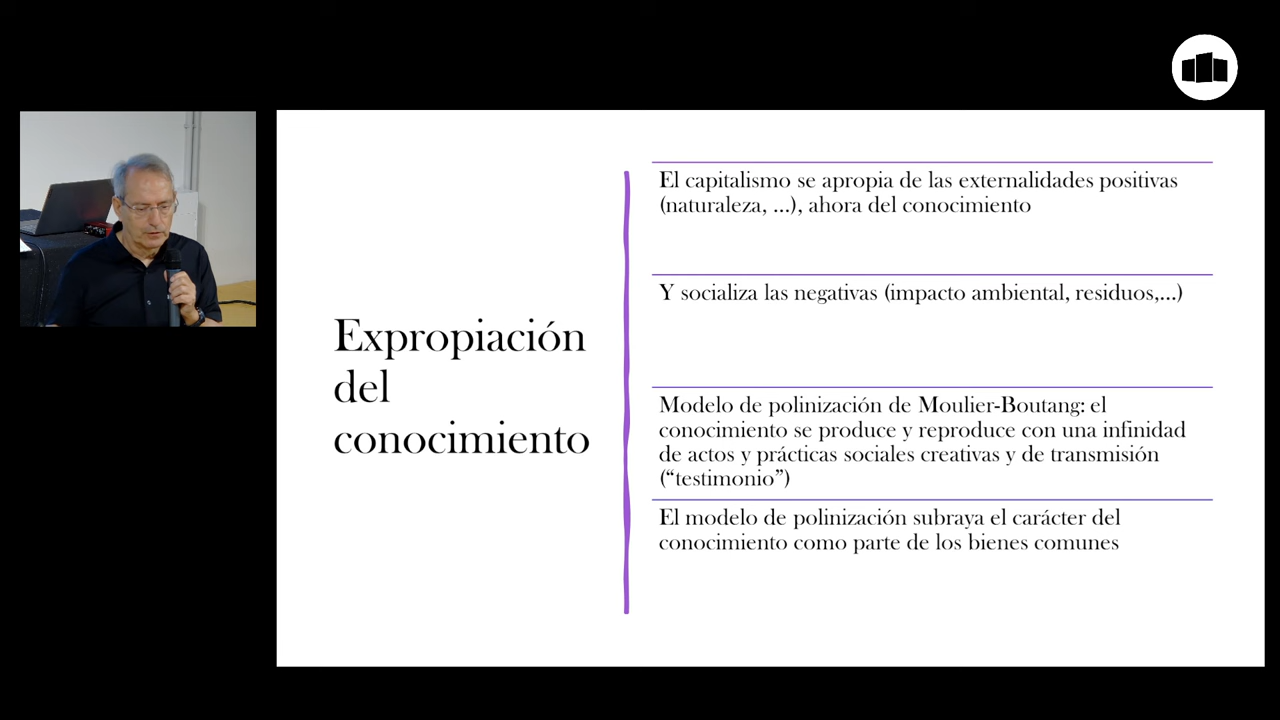 Expropiación
del
conocimiento
El capitalismo se apropia de las externalidades positivas
(naturaleza, ...), ahora del conocimiento
Y socializa las negativas (impacto ambiental, residuos,...)
Modelo de polinización de Moulier-Boutang: el
conocimiento se produce y reproduce con una infinidad
de actos y prácticas sociales creativas y de transmisión
(“testimonio”)
El modelo de polinización subraya el carácter del
conocimiento como parte de los bienes comunes